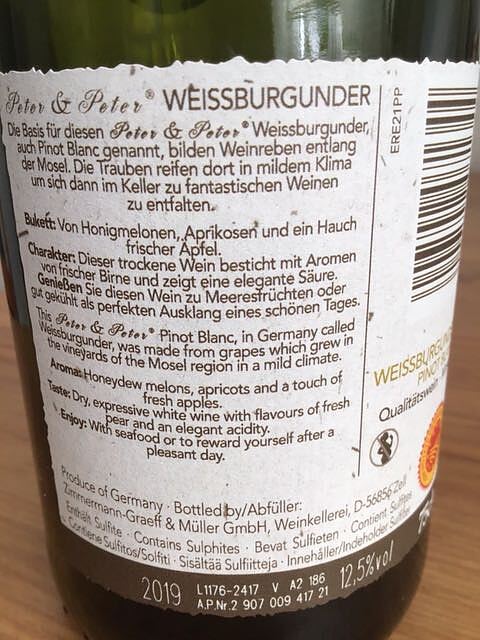 Peter & Peter® WEISSBURGUNDER
Die Basis für diesen Peter & Peter® Weissburgunder,
auch Pinot Blanc genannt, bilden Weinreben entlang
der Mosel. Die Trauben reifen dort in mildem Klima
um sich dann im Keller zu fantastischen Weinen
zu entfalten.
Bukett: Von Honigmelonen, Aprikosen und ein Hauch
frischer Apfel.
Charakter: Dieser trockene Wein besticht mit Aromen
von frischer Birne und zeigt eine elegante Säure.
Genießen Sie diesen Wein zu Meeresfrüchten oder
gut gekühlt als perfekten Ausklang eines schönen Tages.
This Peter & Peter® Pinot Blanc, in Germany called
Weissburgunder, was made from grapes which grew in
the vineyards of the Mosel region in a mild climate.
Aroma: Honeydew melons, apricots and a touch of
fresh apples.
Taste: Dry, expressive white wine with flavours of fresh
pear and an elegant acidity.
Enjoy: With seafood or to reward yourself after a
pleasant day.
Produce of Germany · Bottled by/Abfüller:
Zimmermann-Graeff & Müller GmbH, Weinkellerei, D-56856 Zell
Enthält Sulfite · Contains Sulphites · Bevat Sulfieten · Contient Sulfites
Contiene Sulfitos/Solfiti · Sisältää Sulfiitteja · Innehåller/Indeholder Sulfiter
2019 L1176-2417 V A2 186 12,5%vol
A.P.Nr.2 907 009 417 21
ERE21PP
WEISSBURGUNDE
PINOT
Qualitätswein